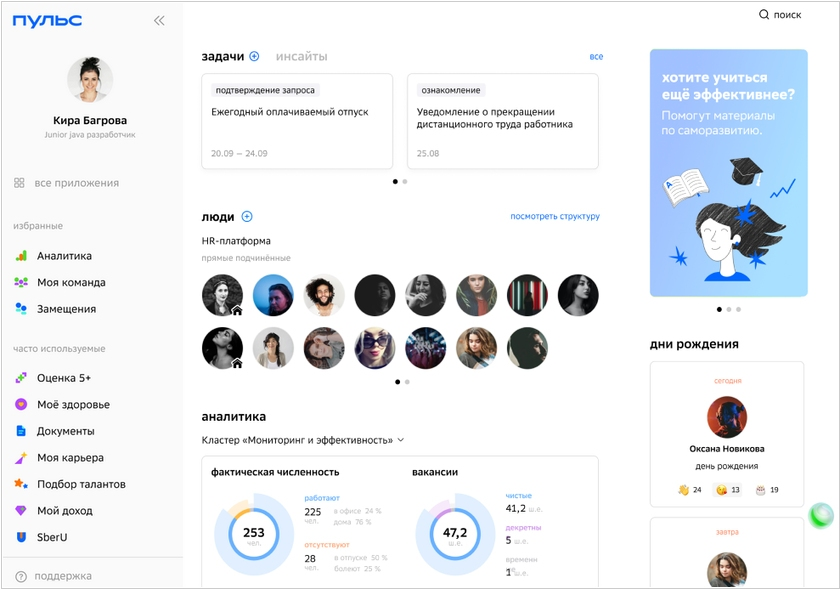 ПУЛЬС
Кира Багрова
Junior java разработчик
все приложения
избранные
Аналитика
Моя команда
Замещения
часто используемые
Оценка 5+
Моё здоровье
Документы
Моя карьера
Подбор талантов
Мой доход
SberU
поддержка
поиск
задачи
инсайты
все
подтверждение запроса
Ежегодный оплачиваемый отпуск
20.09 — 24.09
ознакомление
Уведомление о прекращении
дистанционного труда работника
25.08
люди
посмотреть структуру
HR-платформа
прямые подчинённые
аналитика
Кластер «Мониторинг и эффективность»
фактическая численность
253
чел.
работают
225
чел.
в офисе 24 %
дома 76 %
отсутствуют
28
чел.
в отпуске 50 %
болеют 25 %
вакансии
47,2
ш.е.
чистые
41,2 ш.е.
декретны
5 ш.е.
временн
1 ш.е.
хотите учиться
ещё эффективнее?
Помогут материалы
по саморазвитию.
A
дни рождения
сегодня
Оксана Новикова
день рождения
24
13
19
завтра